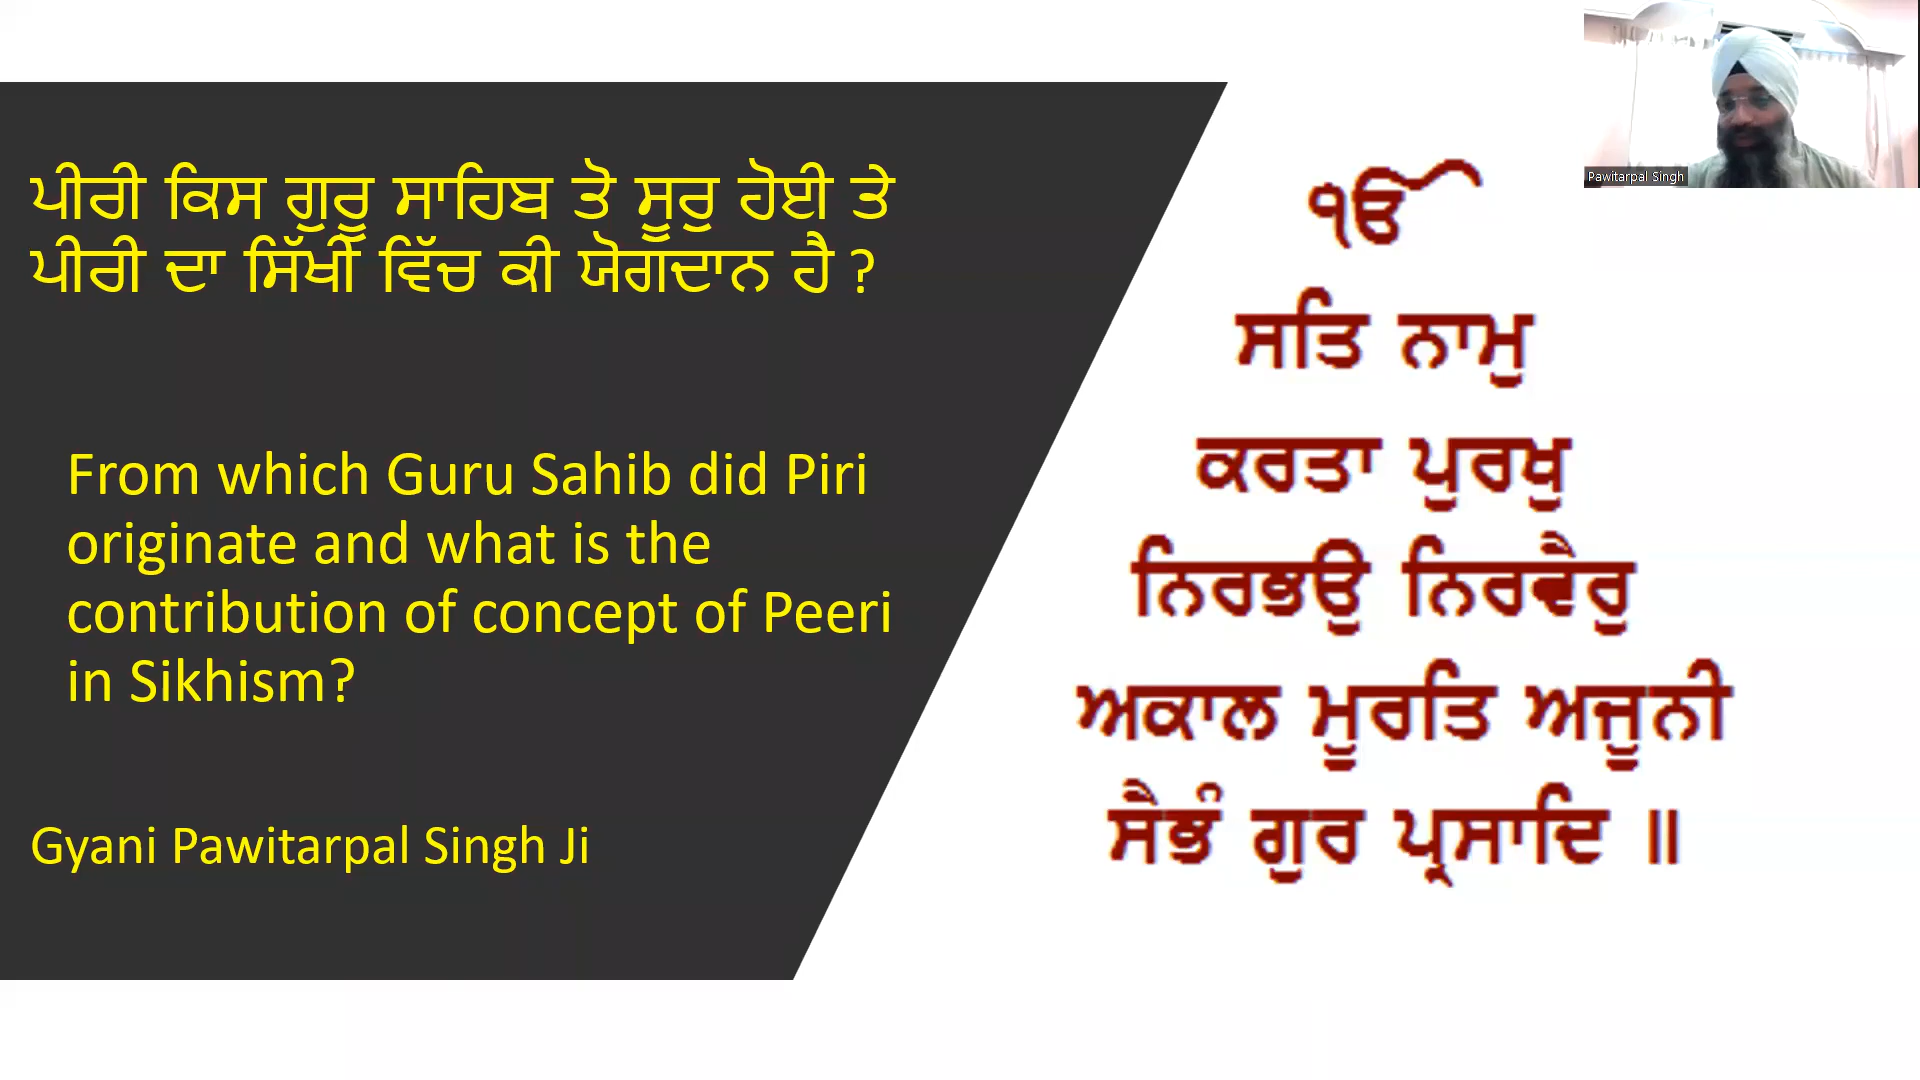 ਪੀਰੀ ਕਿਸ ਗੁਰੂ ਸਾਹਿਬ ਤੋ ਸੂਰੁ ਹੋਈ ਤੇ
ਪੀਰੀ ਦਾ ਸਿੱਖੀ ਵਿੱਚ ਕੀ ਯੋਗਦਾਨ ਹੈ ?
From which Guru Sahib did Piri
originate and what is the
contribution of concept of Peeri
in Sikhism?
Gyani Pawitarpal Singh Ji
ੴ
ਸਤਿ ਨਾਮੁ
ਕਰਤਾ ਪੁਰਖੁ
ਨਿਰਭਉ ਨਿਰਵੈਰੁ
ਅਕਾਲ ਮੂਰਤਿ ਅਜੂਨੀ
ਸੈਭੰ ਗੁਰ ਪ੍ਰਸਾਦਿ ॥
Pawitarpal Singh